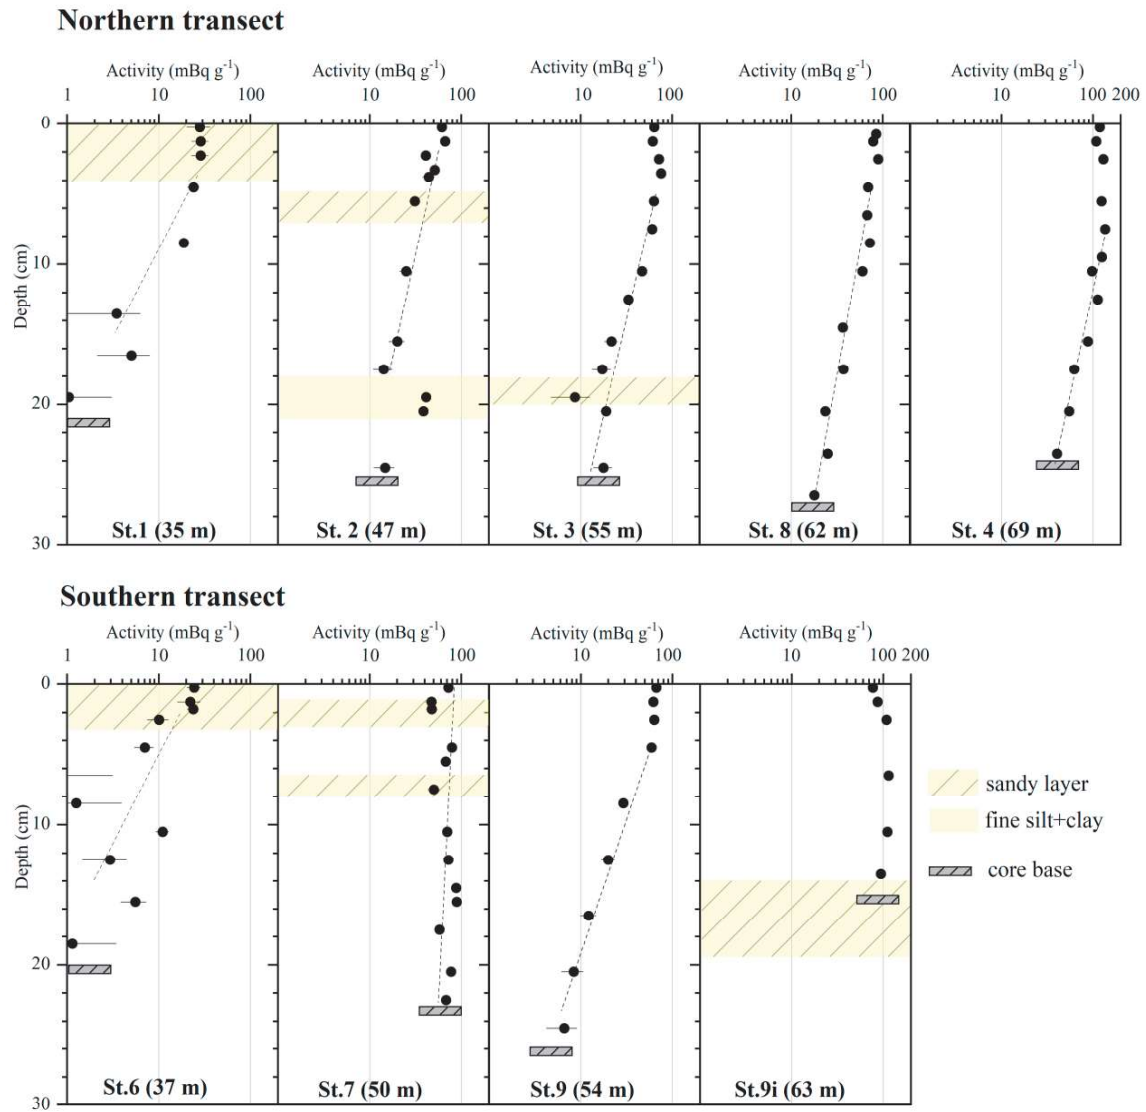 Northern transect
Activity (mBq g-1) Activity (mBq g-1) Activity (mBq g-1) Activity (mBq g-1) Activity (mBq g-1)
1 10 100 10 100 10 100 10 100 10 100 200
0
10
20
30
Depth (cm)
St.1 (35 m) St. 2 (47 m) St. 3 (55 m) St. 8 (62 m) St. 4 (69 m)
Southern transect
Activity (mBq g-1) Activity (mBq g-1) Activity (mBq g-1) Activity (mBq g-1)
1 10 100 10 100 10 100 10 100 200
0
10
20
30
Depth (cm)
St.6 (37 m) St.7 (50 m) St.9 (54 m) St.9i (63 m)
sandy layer
fine silt+clay
core base